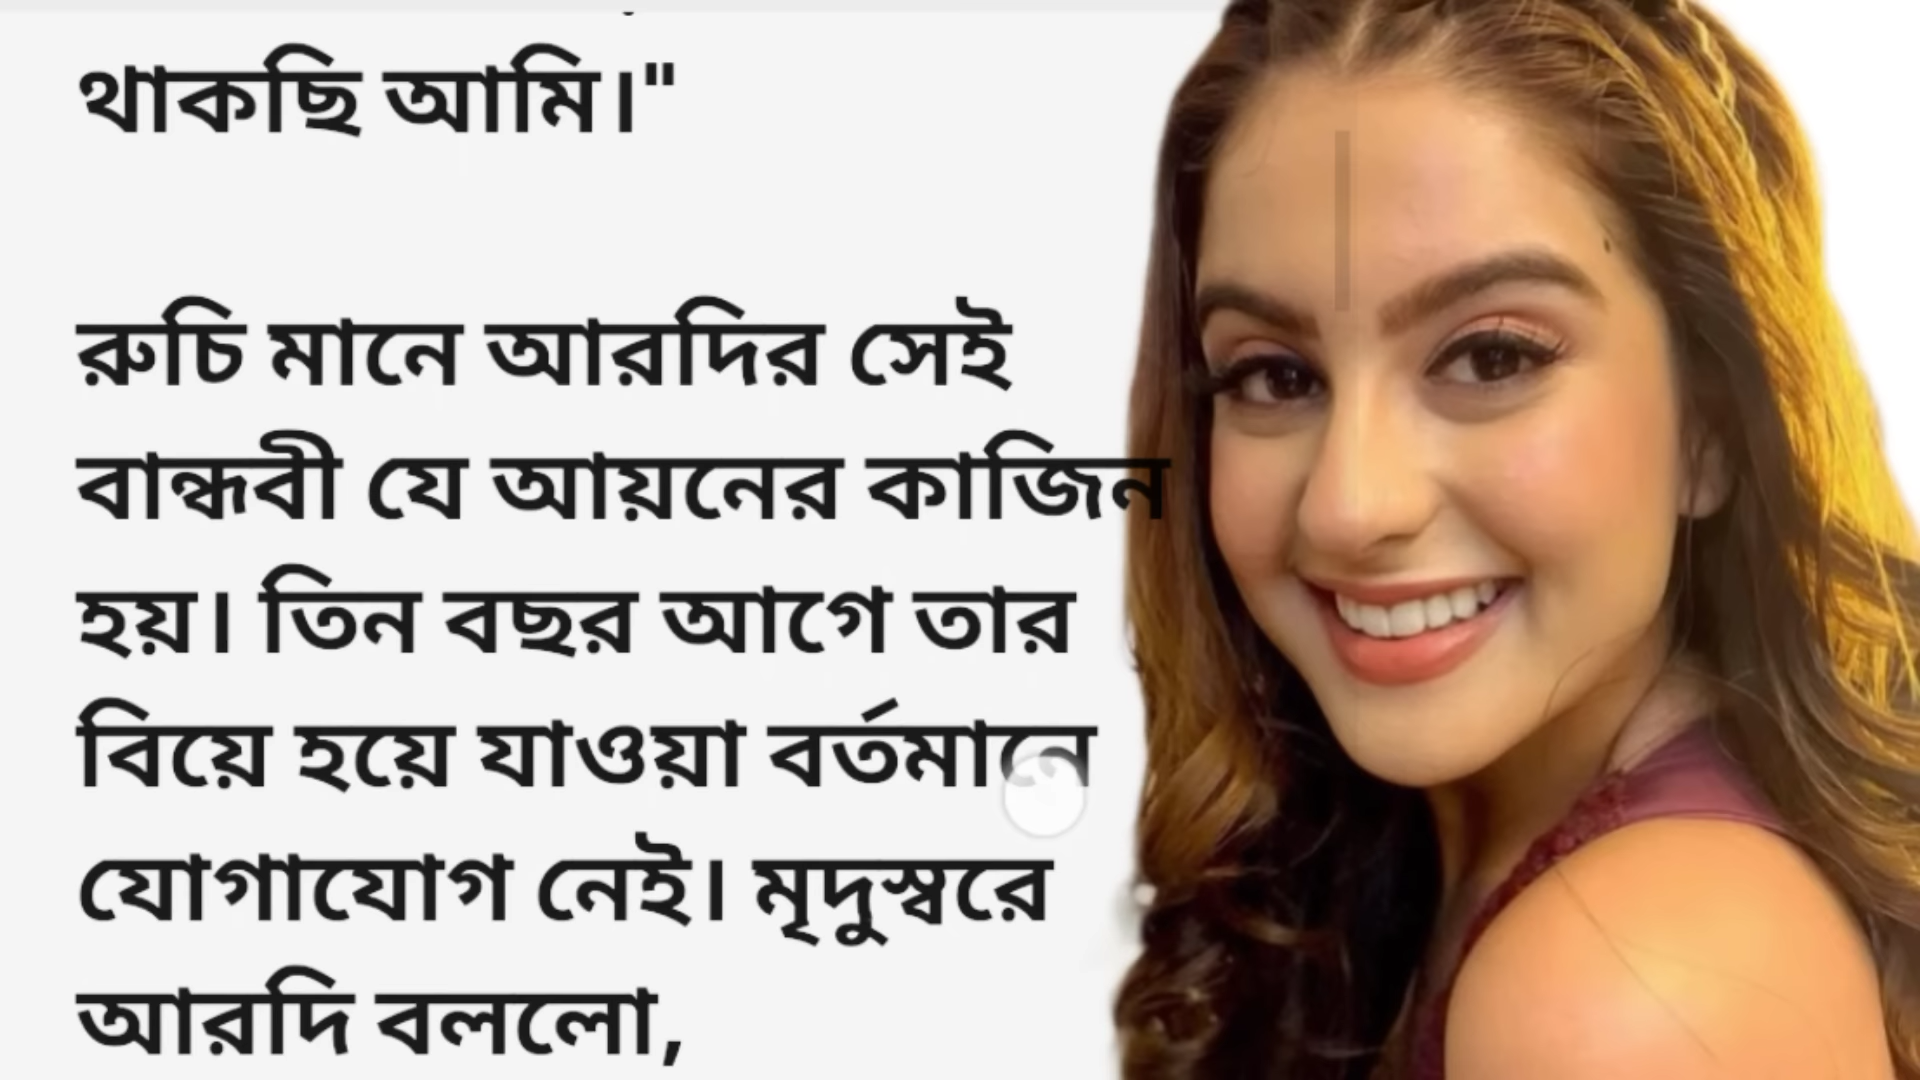 থাকছি আমি।"
রুচি মানে আরদির সেই
বান্ধবী যে আয়নের কাজিন
হয়। তিন বছর আগে তার
বিয়ে হয়ে যাওয়া বর্তমানে
যোগাযোগ নেই। মৃদুস্বরে
আরদি বললো,